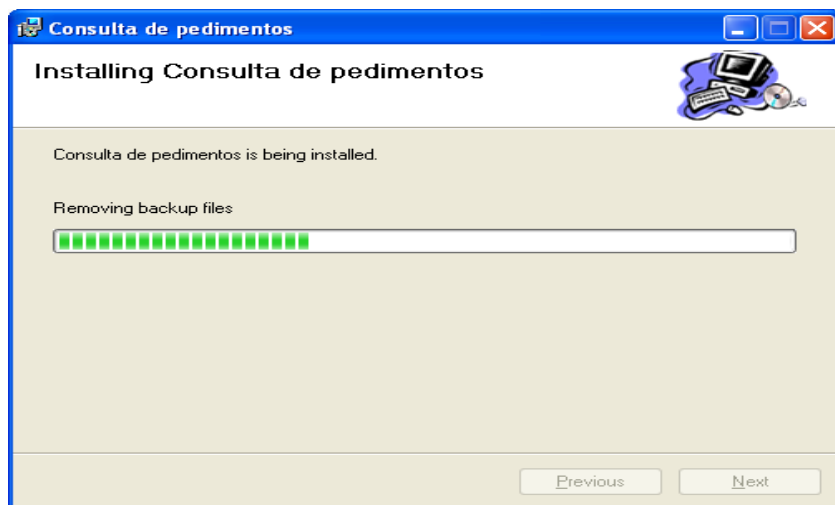 Consulta de pedimentos
Installing Consulta de pedimentos
Consulta de pedimentos is being installed.
Removing backup files
Previous
Next